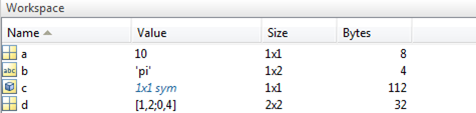 Workspace
Name Value Size Bytes
a 10 1x1 8
abc b 'pi' 1x2 4
c 1x1 sym 1x1 112
d [1,2;0,4] 2x2 32